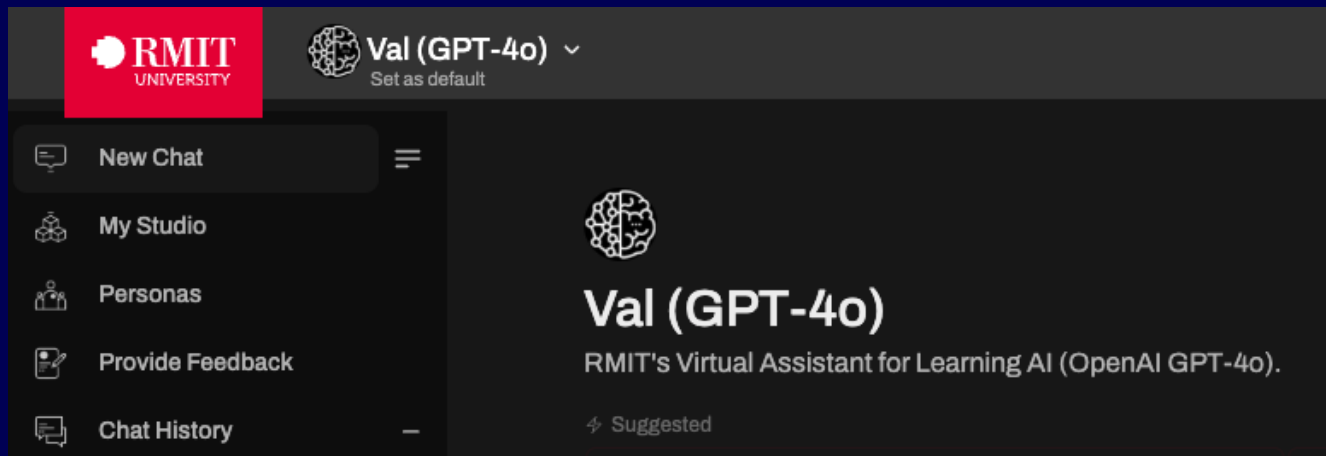 RMIT
UNIVERSITY
Val (GPT-4o)
Set as default
New Chat
My Studio
Personas
Provide Feedback
Chat History
Val (GPT-4o)
RMIT's Virtual Assistant for Learning AI (OpenAI GPT-4o).
Suggested